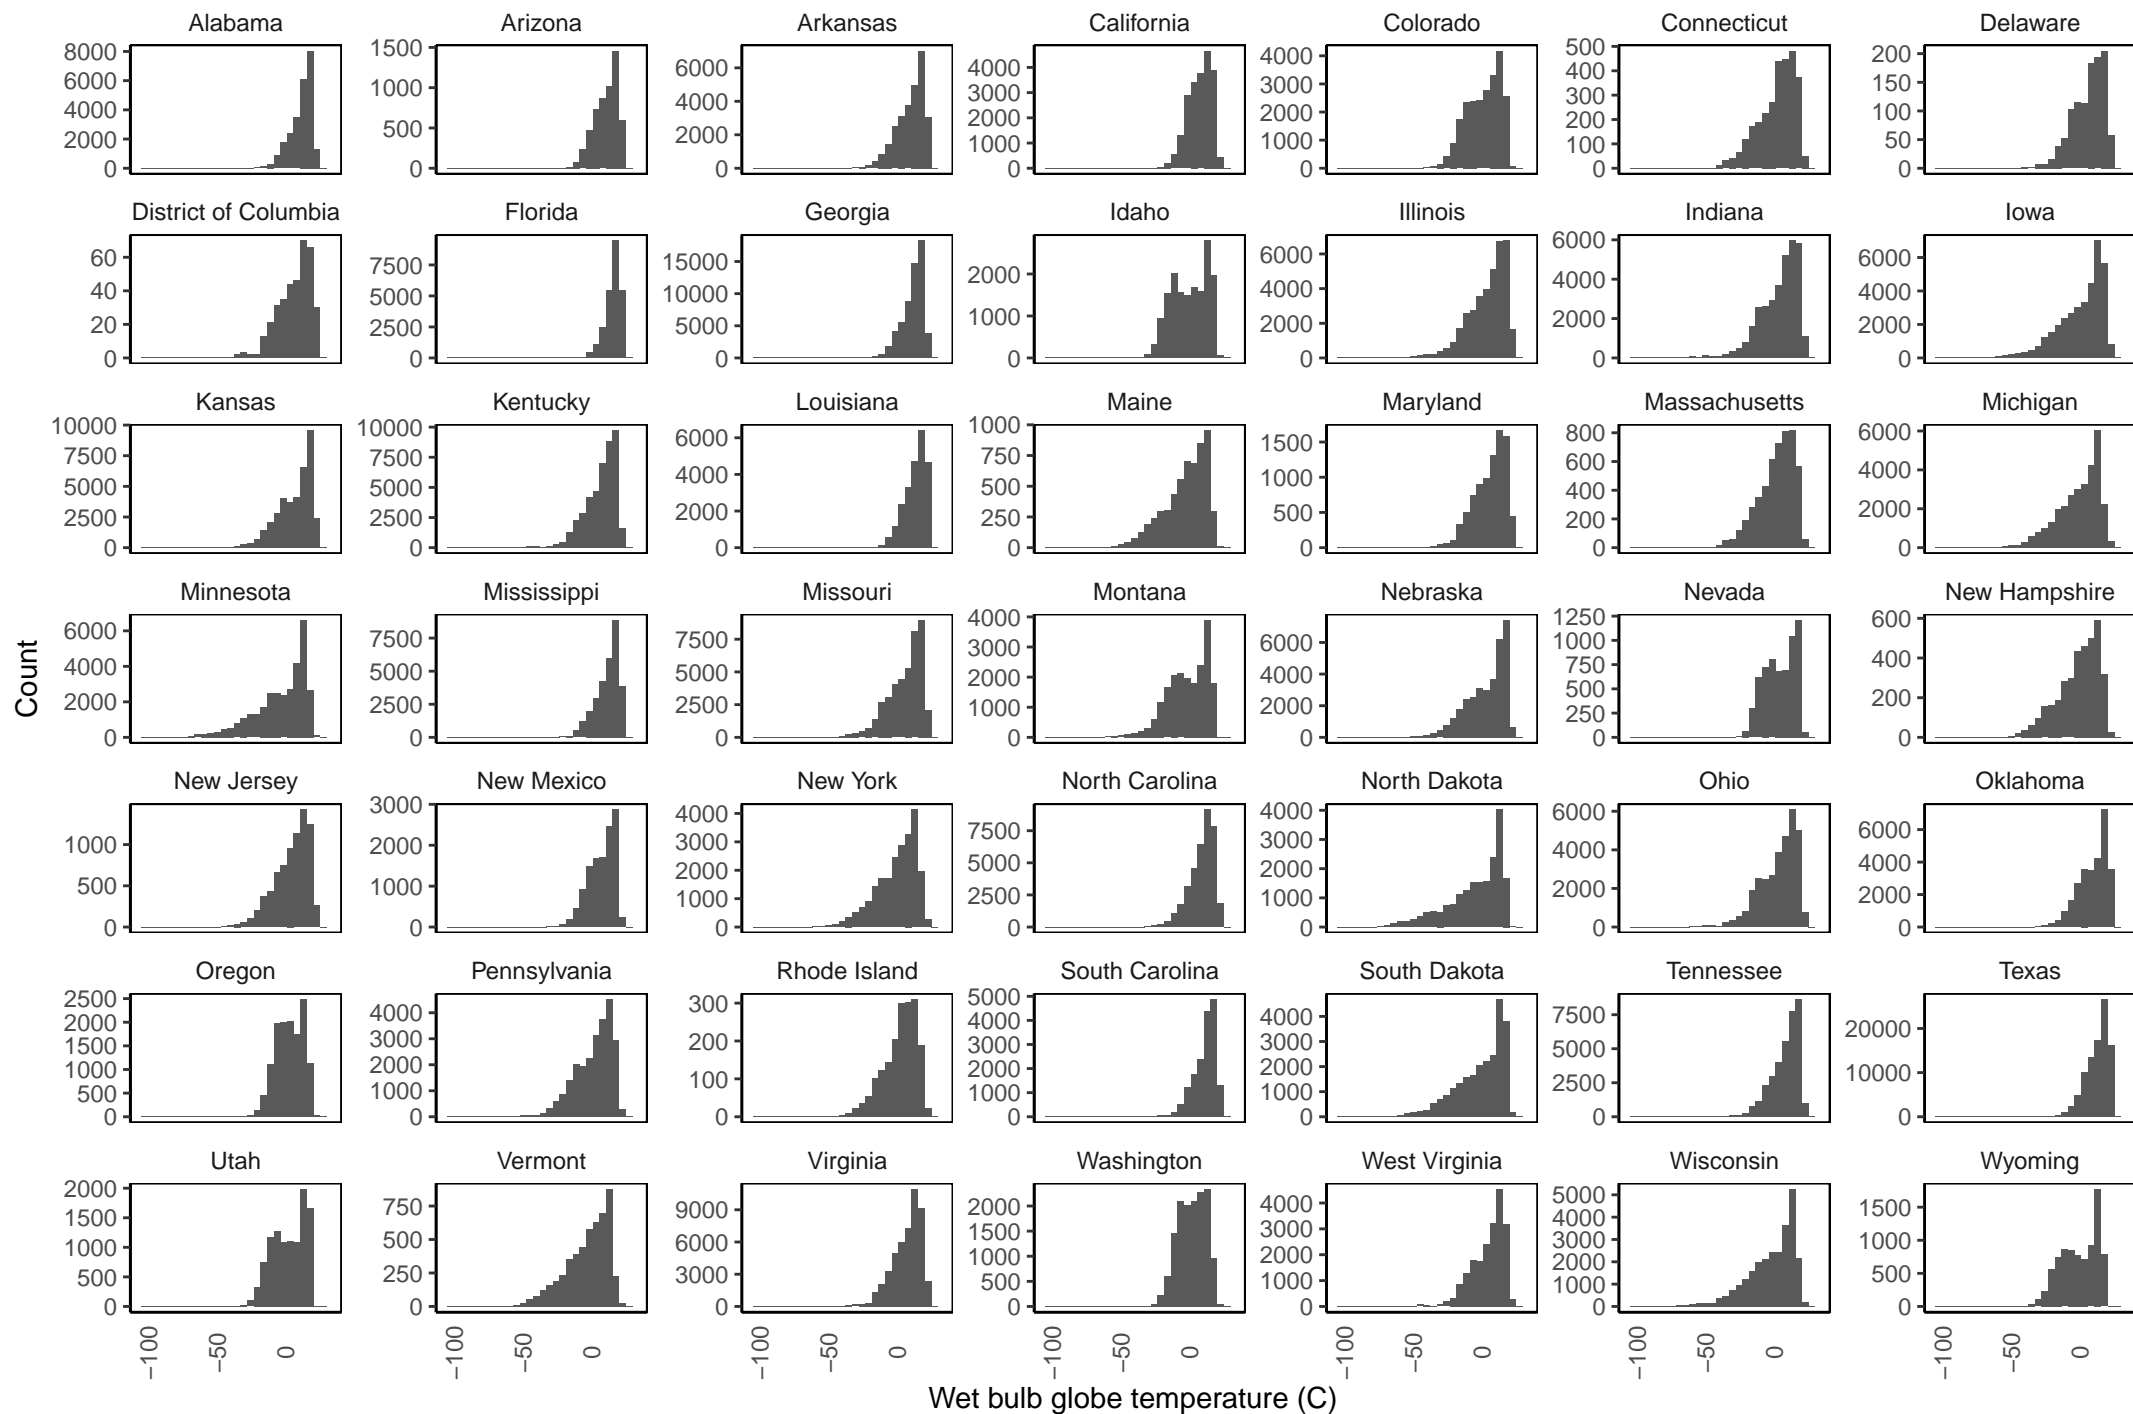 Alabama Arizona Arkansas California Colorado Connecticut Delaware
8000 1500 6000 4000 4000 500 200
6000 1000 4000 3000 3000 400 150
4000 500 2000 2000 2000 300 100
2000 0 0 1000 1000 200 50
0 0 0 100 0
0
District of Columbia Florida Georgia Idaho Illinois Indiana Iowa
60 7500 15000 2000 6000 6000 6000
40 5000 10000 1000 4000 4000 4000
20 2500 5000 0 2000 2000 2000
0 0 0 0 0 0
Kansas Kentucky Louisiana Maine Maryland Massachusetts Michigan
10000 10000 6000 1000 1500 800 6000
7500 7500 4000 750 1000 600 4000
5000 5000 2000 500 500 400 2000
2500 2500 0 250 0 200 0
0 0 0 0
Minnesota Mississippi Missouri Montana Nebraska Nevada New Hampshire
6000 7500 7500 4000 6000 1250 600
4000 5000 5000 3000 4000 1000 400
2000 2500 2500 2000 2000 750 200
0 0 0 1000 0 500 0
0 250
0
New Jersey New Mexico New York North Carolina North Dakota Ohio Oklahoma
1000 3000 4000 7500 4000 6000 6000
500 2000 3000 5000 3000 4000 4000
0 1000 2000 2500 2000 2000 2000
0 1000 0 1000 0 0
0 0
Oregon Pennsylvania Rhode Island South Carolina South Dakota Tennessee Texas
2500 4000 300 5000 4000 7500 20000
2000 3000 200 4000 3000 5000 10000
1500 2000 100 3000 2000 2500 0
1000 1000 0 2000 1000 0
500 0 1000 0
0 0
Utah Vermont Virginia Washington West Virginia Wisconsin Wyoming
2000 750 9000 2000 4000 5000 1500
1500 500 6000 1500 3000 4000 1000
1000 250 3000 1000 2000 3000 500
500 0 0 500 1000 2000 0
0 0 0 1000
0
−100 −50 0 −100 −50 0 −100 −50 0 −100 −50 0 −100 −50 0 −100 −50 0 −100 −50 0
Count
Wet bulb globe temperature (C)